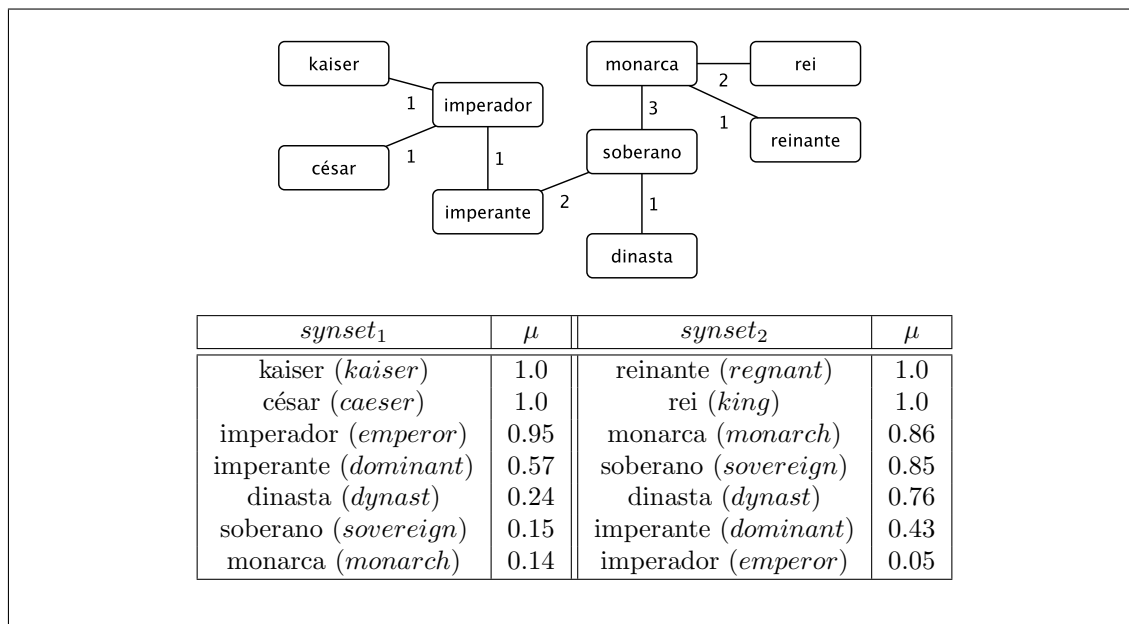 kaiser
monarca
rei
2
1
imperador
3
1
césar
1
1
soberano
reinante
imperante
2
1
dinasta
synset₁ μ synset₂ μ
kaiser (kaiser) 1.0 reinante (regnant) 1.0
césar (caeser) 1.0 rei (king) 1.0
imperador (emperor) 0.95 monarca (monarch) 0.86
imperante (dominant) 0.57 soberano (sovereign) 0.85
dinasta (dynast) 0.24 dinasta (dynast) 0.76
soberano (sovereign) 0.15 imperante (dominant) 0.43
monarca (monarch) 0.14 imperador (emperor) 0.05